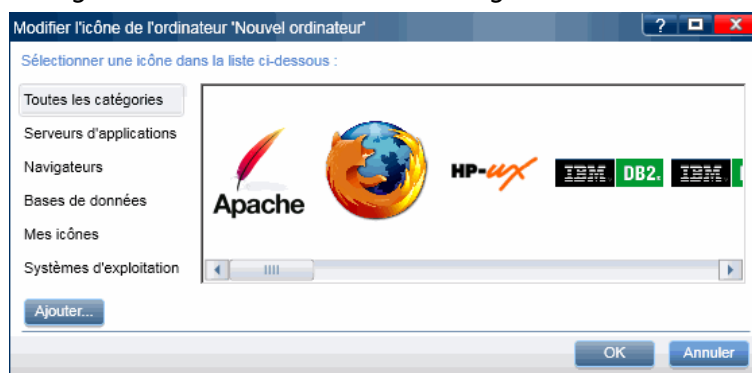 Modifier l'icône de l'ordinateur 'Nouvel ordinateur'
?
X
Sélectionner une icône dans la liste ci-dessous :
Toutes les catégories
Serveurs d'applications
Navigateurs
Bases de données
Mes icônes
Systèmes d'exploitation
Apache
HP-ux
IBM. DB2.
IBM.
Ajouter...
OK
Annuler